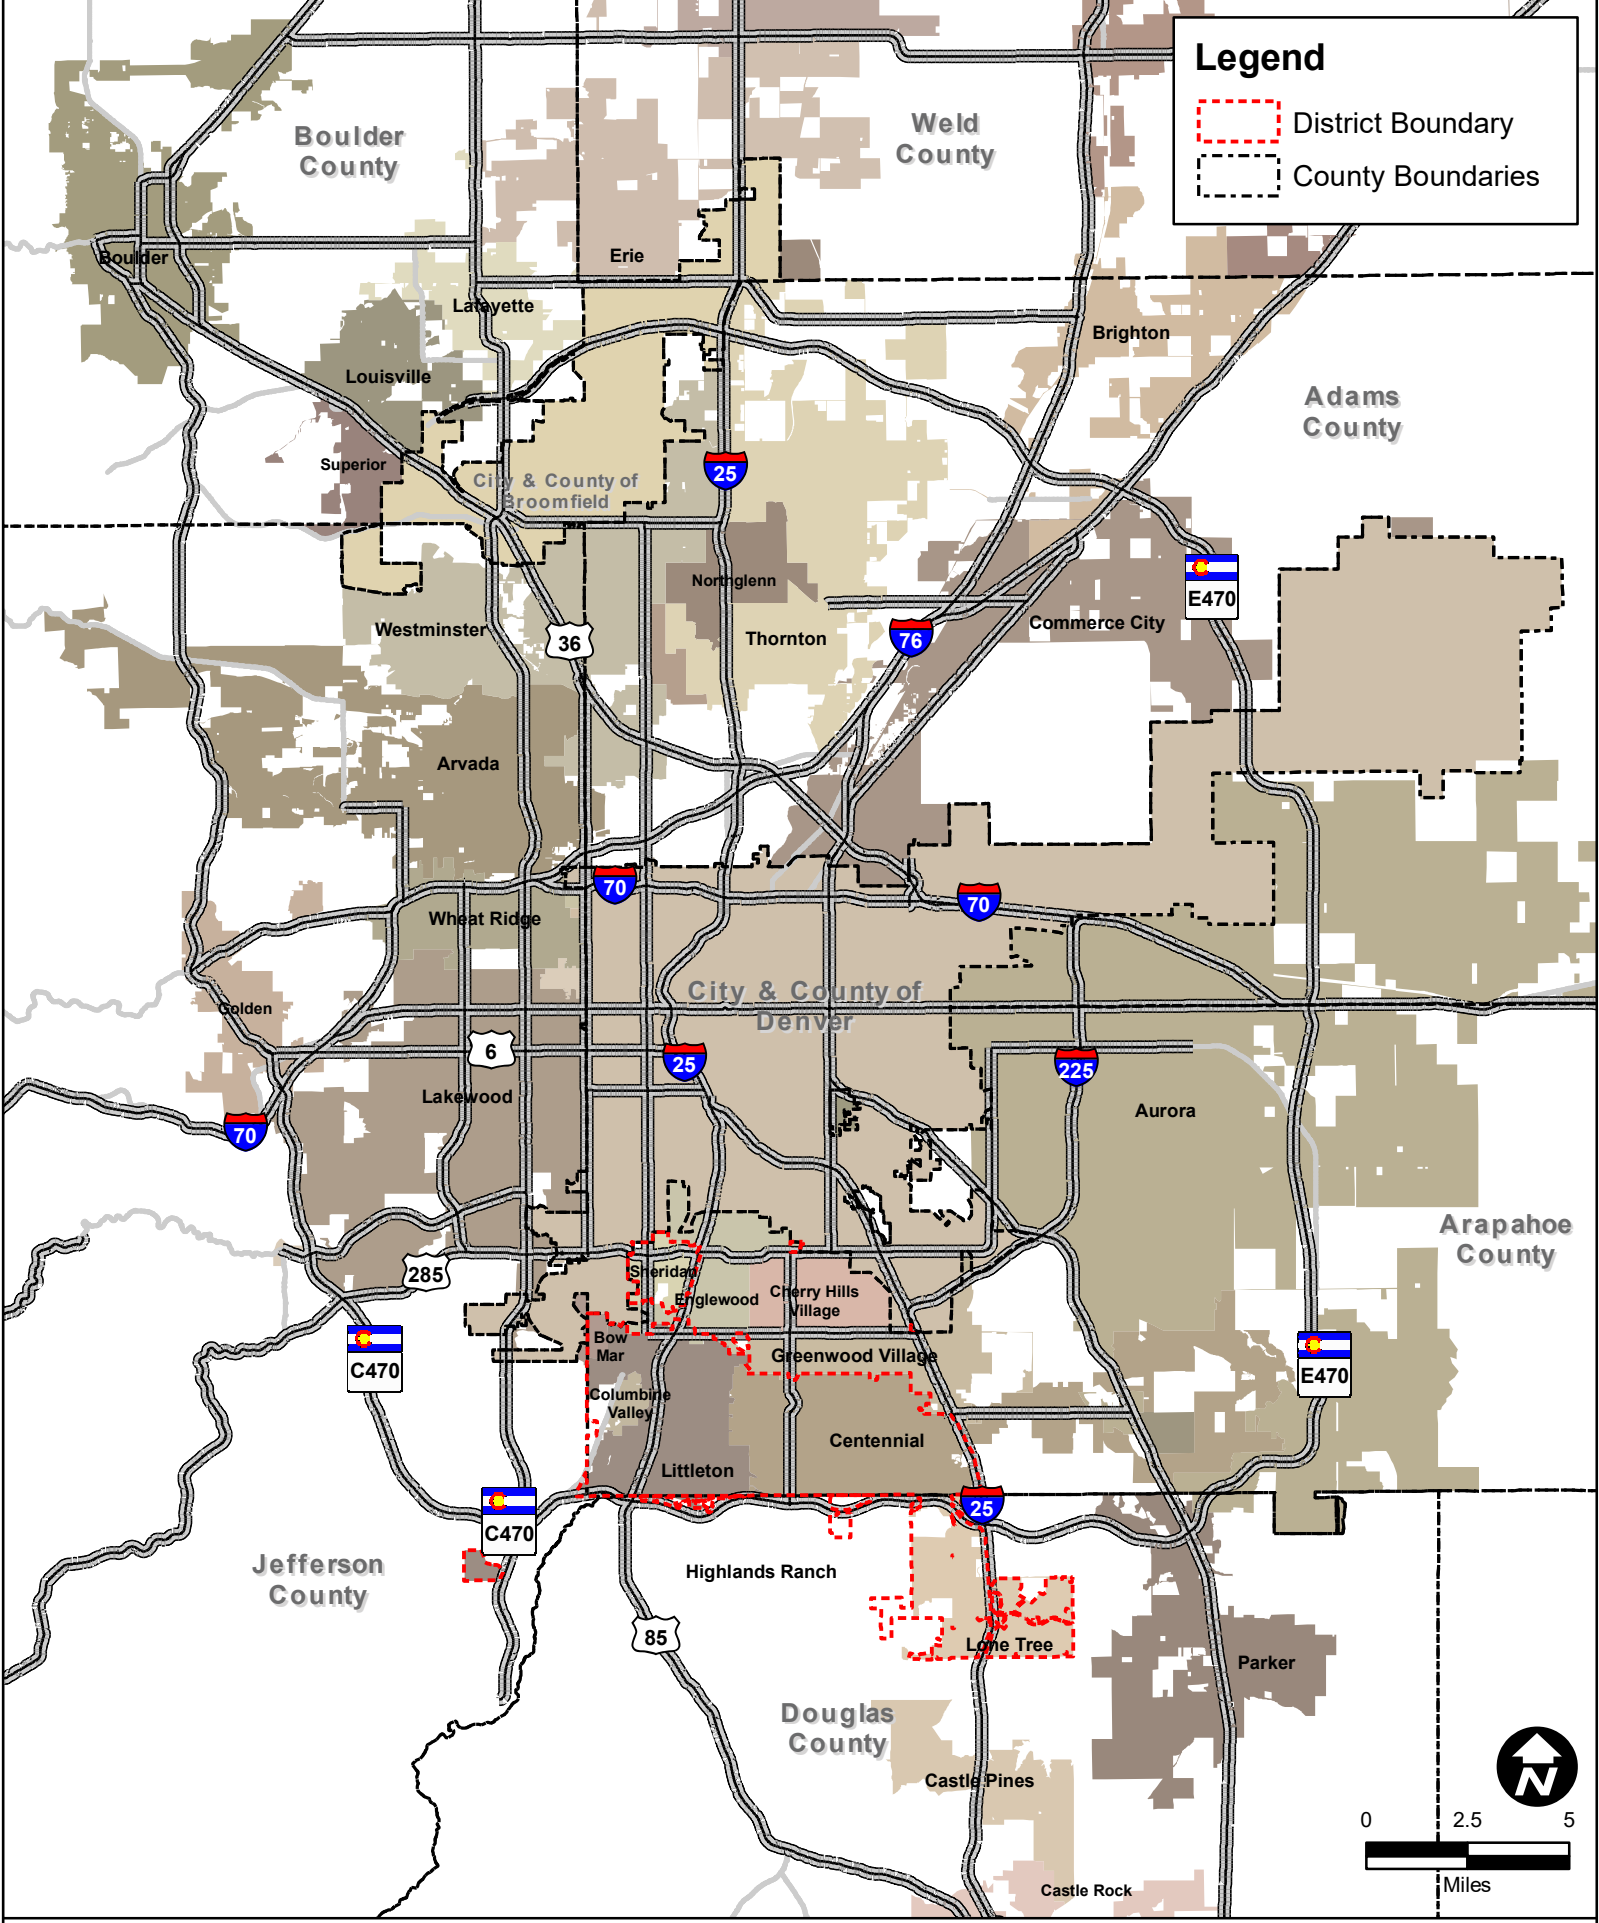 Legend
District Boundary
County Boundaries
Boulder
County
Weld
County
Boulder
Erie
Lafayette
Brighton
Louisville
Adams
County
Superior
25
City & County of
Broomfield
Northglenn
E470
Westminster
36
Thornton
76
Commerce City
Arvada
70
70
Wheat Ridge
City & County of
Denver
Golden
6
25
225
Lakewood
Aurora
70
Arapahoe
County
285
Sheridan
Englewood
Cherry Hills
Village
Bow
Mar
Greenwood Village
C470
E470
Columbine
Valley
Centennial
Littleton
25
C470
Jefferson
County
Highlands Ranch
85
Lone Tree
Parker
Douglas
County
Castle Pines
N
0 2.5 5
Miles
Castle Rock